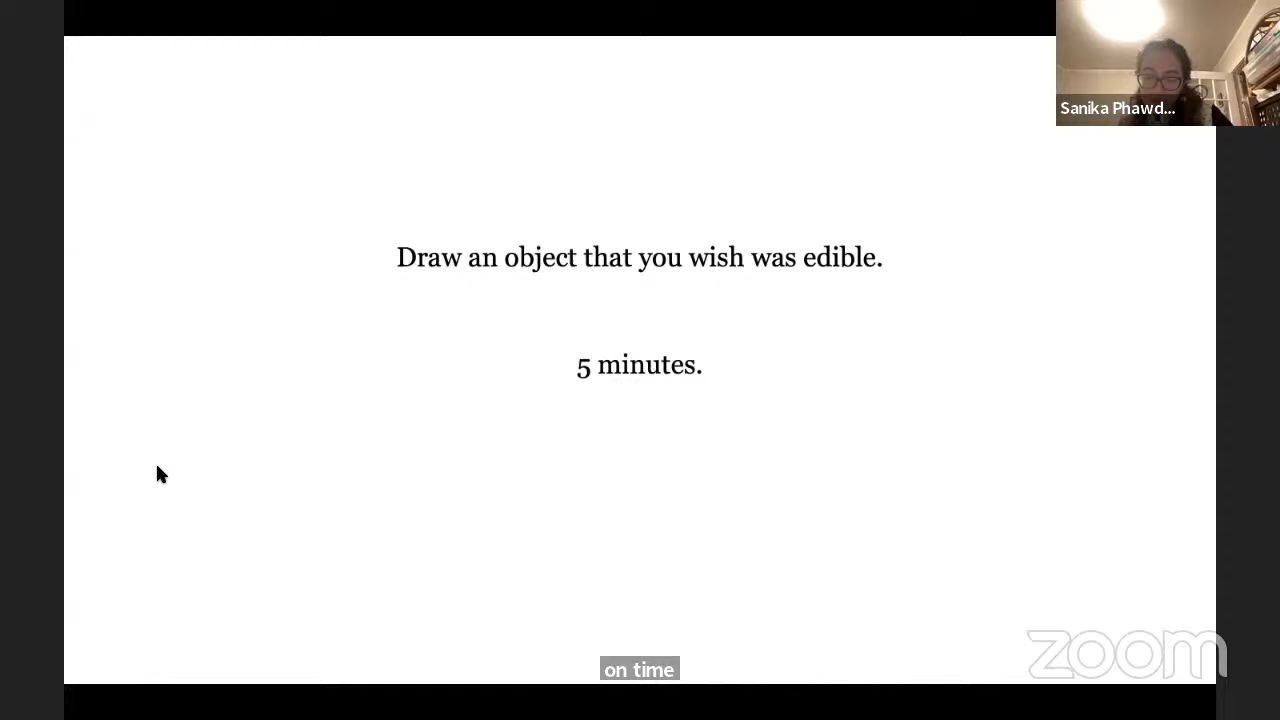 Sanika Phawd...
Draw an object that you wish was edible.
5 minutes.
on time
zoom